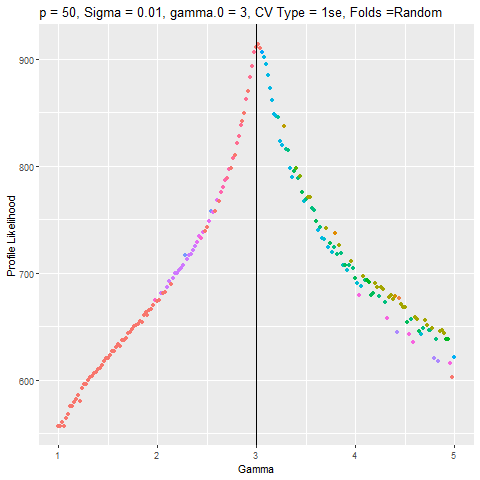 p = 50, Sigma = 0.01, gamma.0 = 3, CV Type = 1se, Folds =Random
Profile Likelihood
900
800
700
600
1 2 3 4 5
Gamma